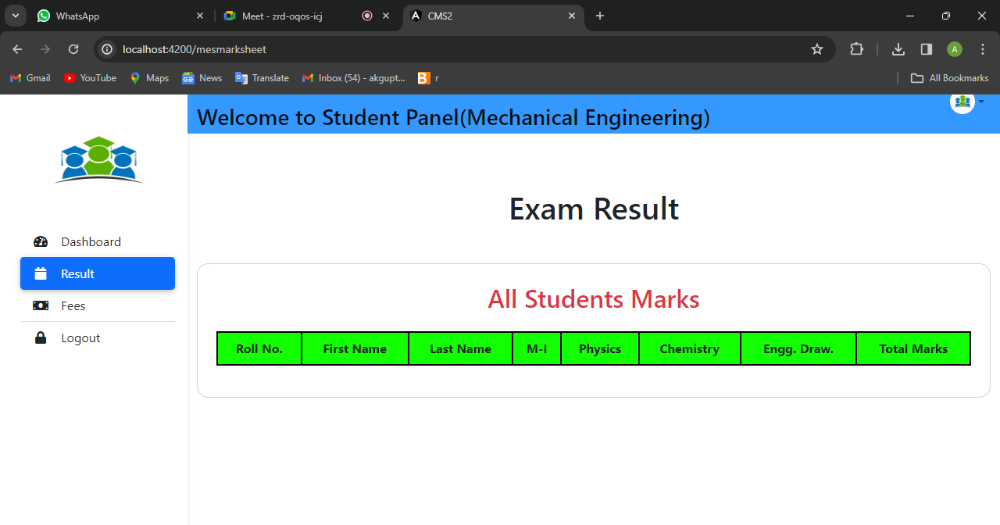 WhatsApp
Meet - zrd-oqos-icj
CMS2
localhost:4200/mesmarksheet
A
Gmail
YouTube
Maps
News
Translate
Inbox (54) - akgupt...
r
All Bookmarks
Welcome to Student Panel(Mechanical Engineering)
Dashboard
Result
Fees
Logout
Exam Result
All Students Marks
Roll No. First Name Last Name M-I Physics Chemistry Engg. Draw. Total Marks